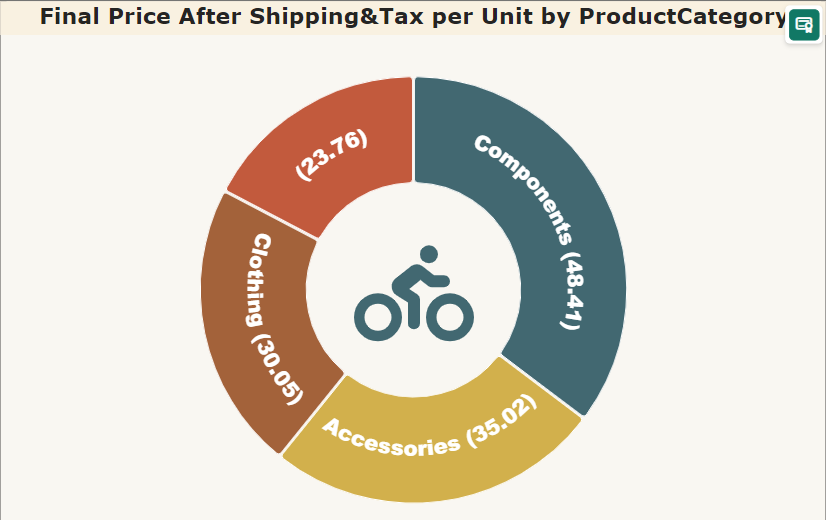 Final Price After Shipping&Tax per Unit by ProductCategory
(23.76)
Components (48.41)
Clothing (30.05)
Accessories (35.02)